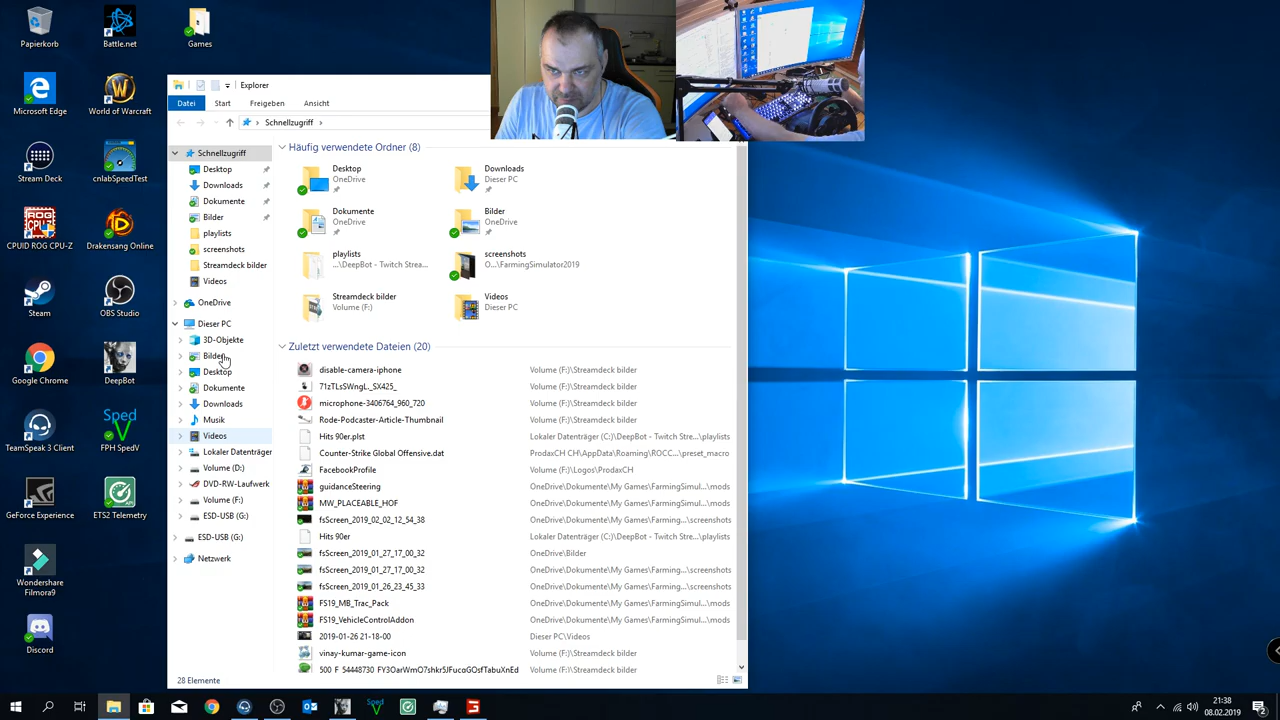 Papierkorb
Battle.net
Games
Microsoft Edge
World of Warcraft
Stream Deck
cnlabSpeedTest
CPUID ROG CPU-Z
Drakensang Online
Steam
OBS Studio
Google Chrome
DeepBot
TeamSpeak 3 Client
FPH SpedV
GeForce Experience
ETS2 Telemetry
Wondershare
Filmora9
Discord
Explorer
Datei Start Freigeben Ansicht
Schnellzugriff
Schnellzugriff
Desktop
Downloads
Dokumente
Bilder
playlists
screenshots
Streamdeck bilder
Videos
OneDrive
Dieser PC
3D-Objekte
Bilder
Desktop
Dokumente
Downloads
Musik
Videos
Lokaler Datenträger
Volume (D:)
DVD-RW-Laufwerk
Volume (F:)
ESD-USB (G:)
ESD-USB (G:)
Netzwerk
Häufig verwendete Ordner (8)
Desktop
OneDrive
Downloads
Dieser PC
Dokumente
OneDrive
Bilder
OneDrive
playlists
...\DeepBot - Twitch Strea...
screenshots
O...\FarmingSimulator2019
Streamdeck bilder
Volume (F:)
Videos
Dieser PC
Zuletzt verwendete Dateien (20)
disable-camera-iphone Volume (F:)\Streamdeck bilder
71zTLsSWngL._SX425_ Volume (F:)\Streamdeck bilder
microphone-3406764_960_720 Volume (F:)\Streamdeck bilder
Rode-Podcaster-Article-Thumbnail Volume (F:)\Streamdeck bilder
Hits 90er.plst Lokaler Datenträger (C:)\DeepBot - Twitch Stre...\playlists
Counter-Strike Global Offensive.dat ProdaxCH CH\AppData\Roaming\ROCC...\preset_macro
FacebookProfile Volume (F:)\Logos\ProdaxCH
guidanceSteering OneDrive\Dokumente\My Games\FarmingSimul...\mods
MW_PLACEABLE_HOF OneDrive\Dokumente\My Games\FarmingSimul...\mods
fsScreen_2019_02_02_12_54_38 OneDrive\Dokumente\My Games\Farming...\screenshots
Hits 90er Lokaler Datenträger (C:)\DeepBot - Twitch Stre...\playlists
fsScreen_2019_01_27_17_00_32 OneDrive\Bilder
fsScreen_2019_01_27_17_00_32 OneDrive\Dokumente\My Games\Farming...\screenshots
fsScreen_2019_01_26_23_45_33 OneDrive\Dokumente\My Games\Farming...\screenshots
FS19_MB_Trac_Pack OneDrive\Dokumente\My Games\FarmingSimul...\mods
FS19_VehicleControlAddon OneDrive\Dokumente\My Games\FarmingSimul...\mods
2019-01-26 21-18-00 Dieser PC\Videos
vinay-kumar-game-icon Volume (F:)\Streamdeck bilder
500_F_54448730_FY3OarWmQ7shkr5JFucoGOsfTabuXnEd Volume (F:)\Streamdeck bilder
28 Elemente
21:38
08.02.2019